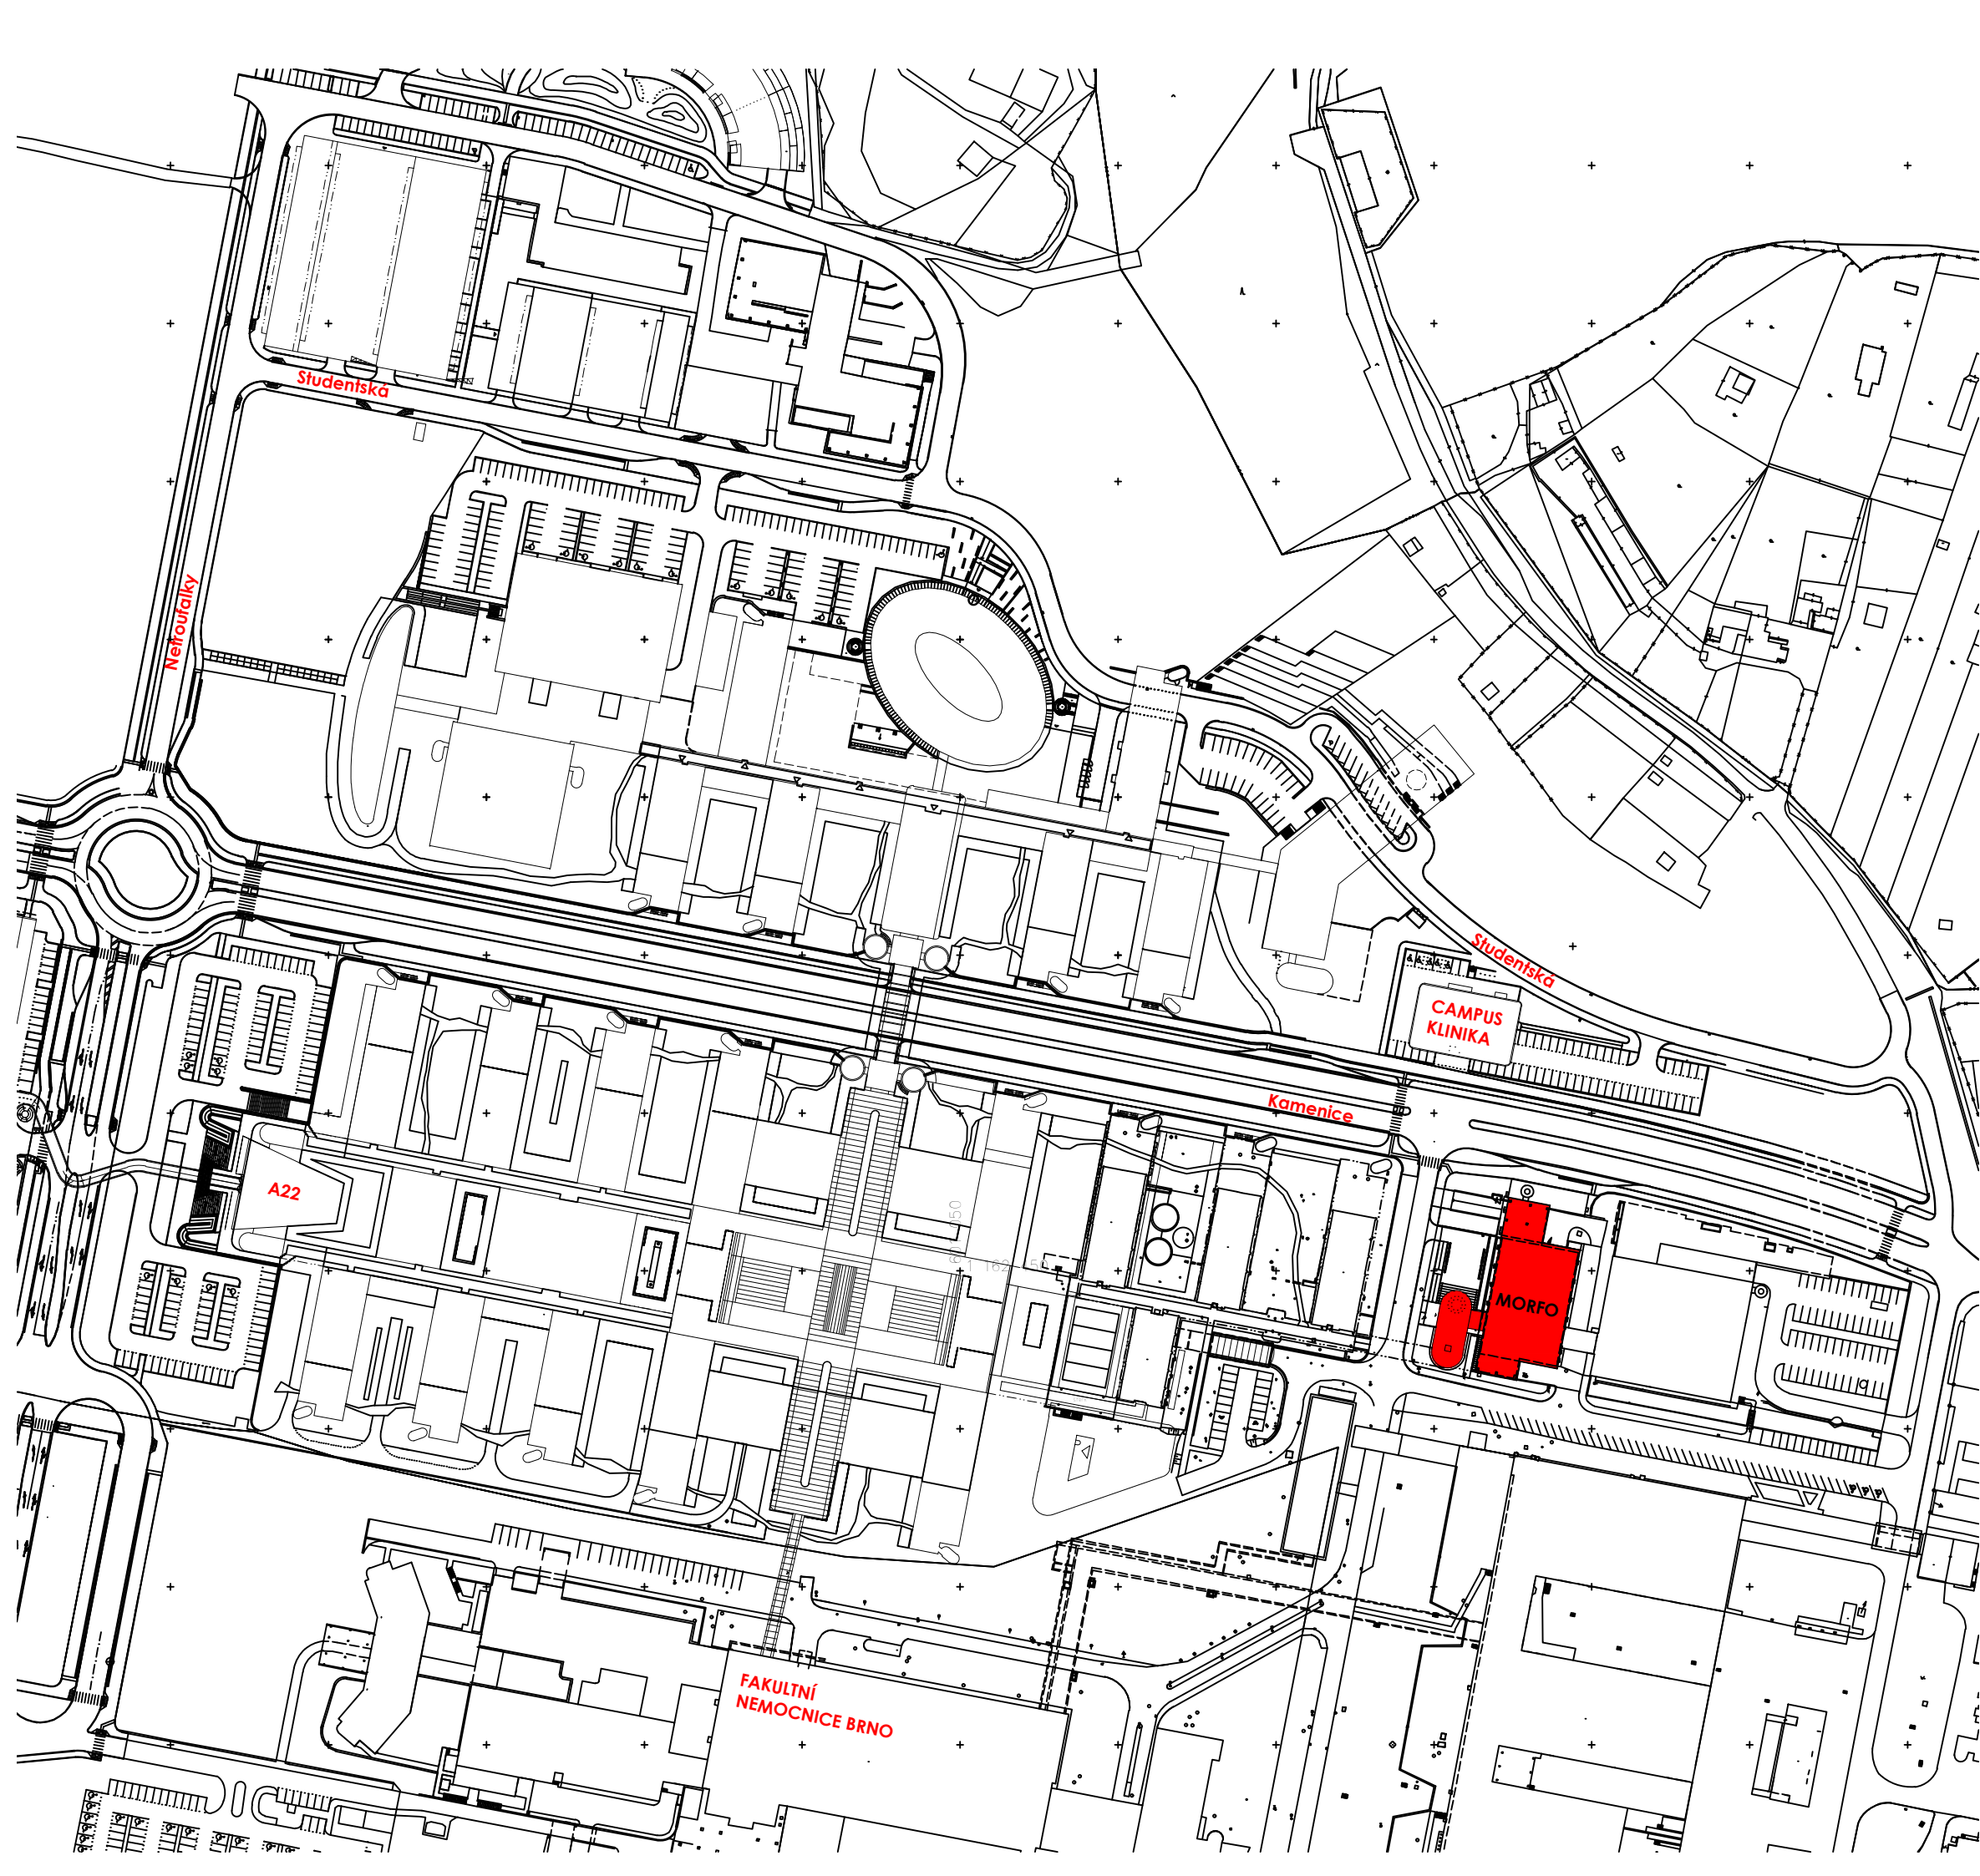 Studentská
Netroufalky
Studentská
CAMPUS
KLINIKA
Kamenice
A22
MORFO
FAKULTNÍ
NEMOCNICE BRNO